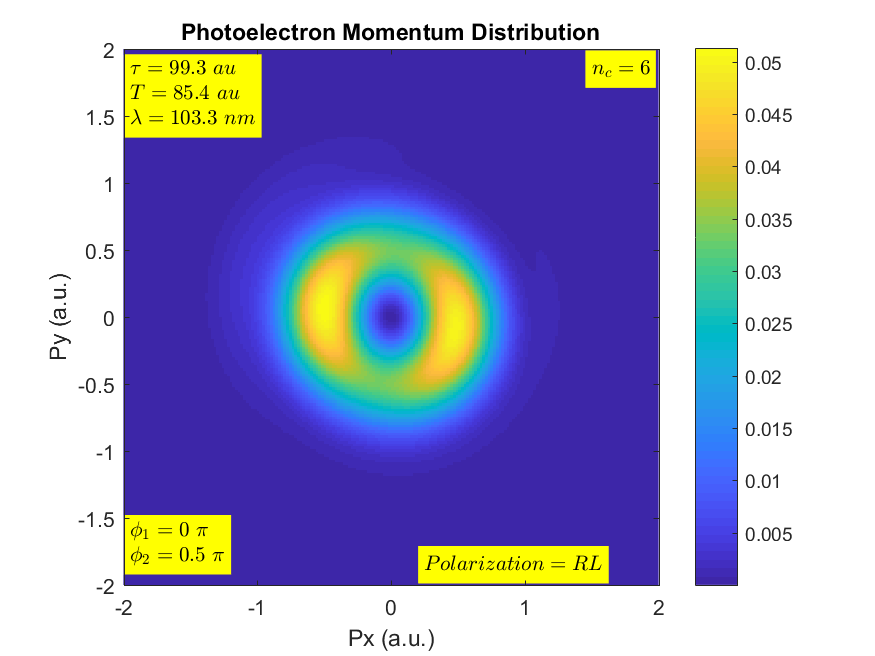 Photoelectron Momentum Distribution
τ = 99.3 au
T = 85.4 au
λ = 103.3 nm
n_c = 6
ϕ_1 = 0 π
ϕ_2 = 0.5 π
Polarization = RL
2
1.5
1
0.5
0
-0.5
-1
-1.5
-2
Py (a.u.)
-2
-1
0
1
2
Px (a.u.)
0.05
0.045
0.04
0.035
0.03
0.025
0.02
0.015
0.01
0.005